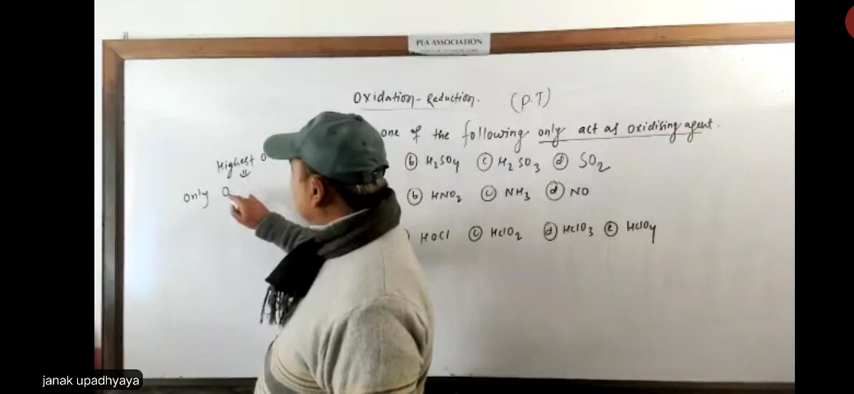 PEA ASSOCIATION
Oxidation-Reduction. (P.T)
one of the following only act as oxidising agent.
Highest
(b) H2SO4 (c) H2SO3 (d) SO2
only
(b) HNO2 (c) NH3 (d) NO
) HOCl (c) HClO2 (d) HClO3 (e) HClO4
janak upadhyaya